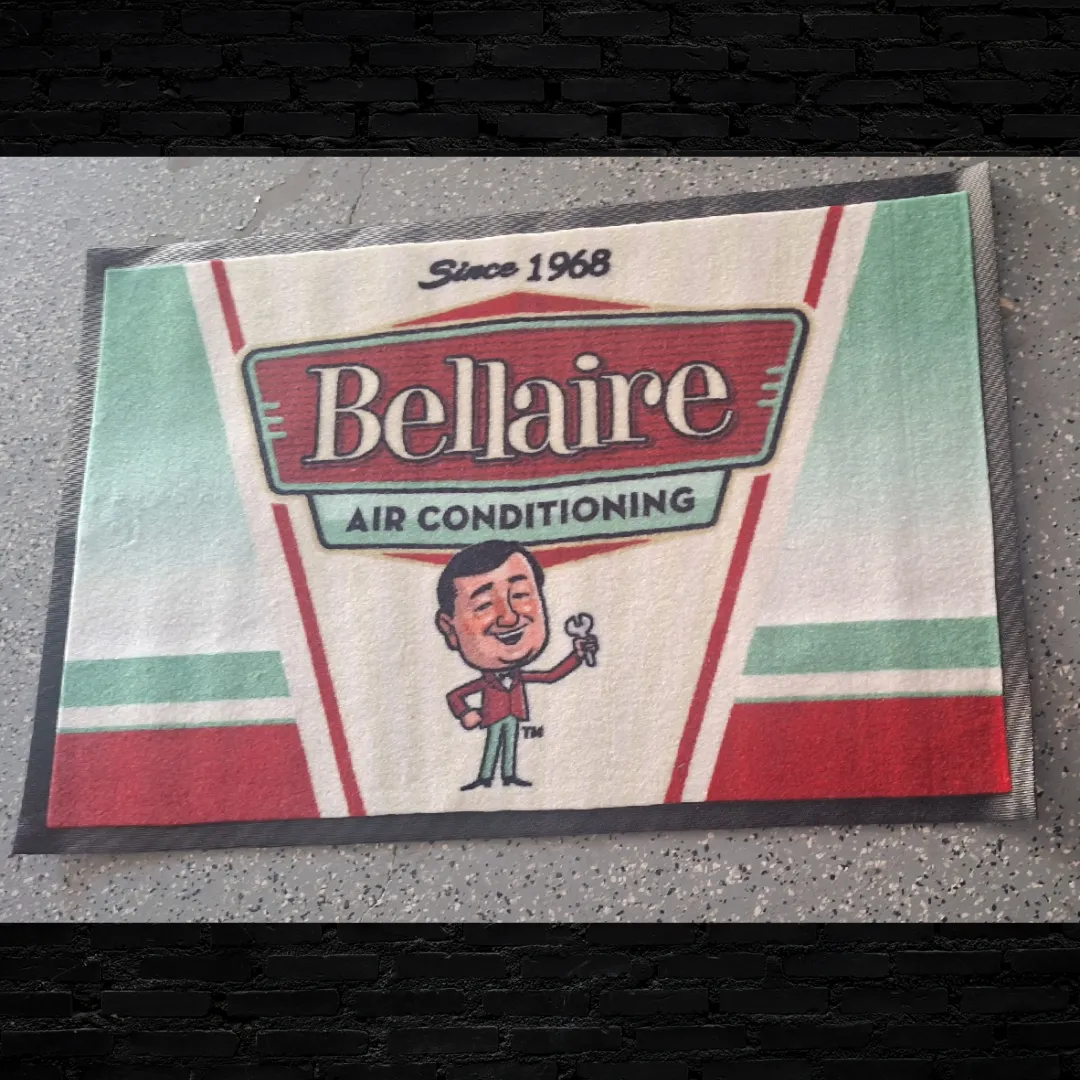 Since 1968
Bellaire
AIR CONDITIONING
TM